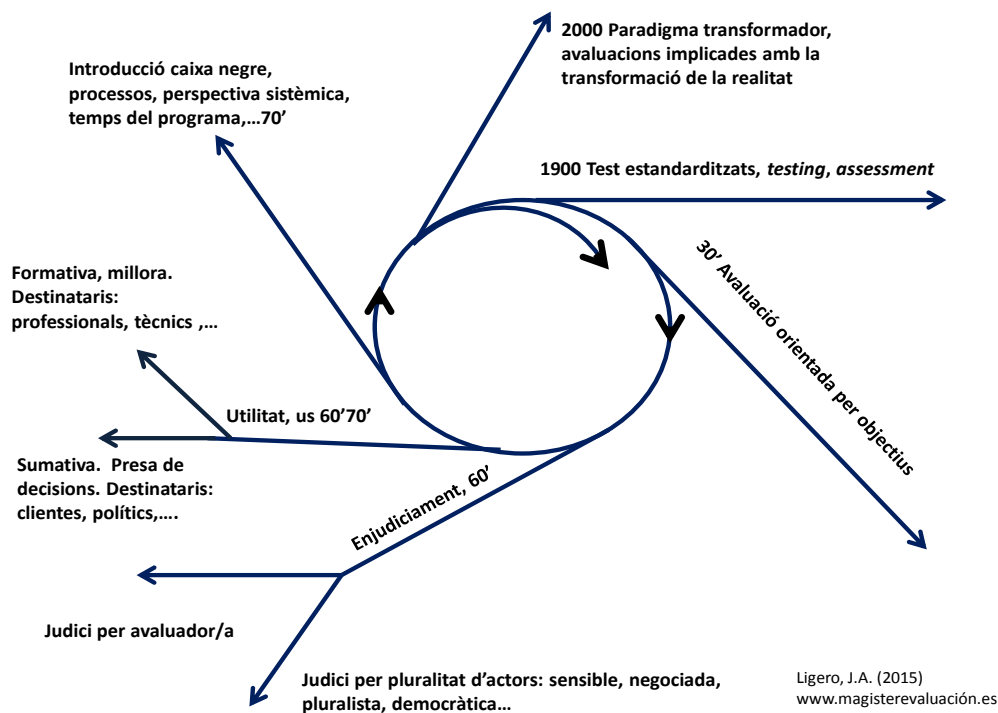 2000 Paradigma transformador,
avaluacions implicades amb la
transformació de la realitat
Introducció caixa negre,
processos, perspectiva sistèmica,
temps del programa,...70’
1900 Test estandarditzats, testing, assessment
30’ Avaluació orientada per objectius
Formativa, millora.
Destinataris:
professionals, tècnics ,...
Utilitat, us 60’70’
Sumativa. Presa de
decisions. Destinataris:
clientes, polítics,....
Enjudiciament, 60’
Judici per avaluador/a
Judici per pluralitat d’actors: sensible, negociada,
pluralista, democràtica...
Ligero, J.A. (2015)
www.magisterevaluación.es